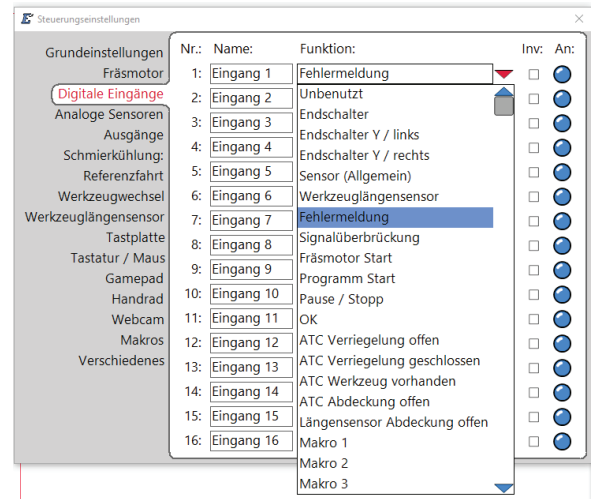 Steuerungseinstellungen
Grundeinstellungen
Fräsmotor
Digitale Eingänge
Analoge Sensoren
Ausgänge
Schmierkühlung:
Referenzfahrt
Werkzeugwechsel
Werkzeuglängensensor
Tastplatte
Tastatur / Maus
Gamepad
Handrad
Webcam
Makros
Verschiedenes
Nr.: Name: Funktion: Inv: An:
1: Eingang 1 Fehlermeldung
2: Eingang 2
3: Eingang 3
4: Eingang 4
5: Eingang 5
6: Eingang 6
7: Eingang 7
8: Eingang 8
9: Eingang 9
10: Eingang 10
11: Eingang 11
12: Eingang 12
13: Eingang 13
14: Eingang 14
15: Eingang 15
16: Eingang 16
Unbenutzt
Endschalter
Endschalter Y / links
Endschalter Y / rechts
Sensor (Allgemein)
Werkzeuglängensensor
Fehlermeldung
Signalüberbrückung
Fräsmotor Start
Programm Start
Pause / Stopp
OK
ATC Verriegelung offen
ATC Verriegelung geschlossen
ATC Werkzeug vorhanden
ATC Abdeckung offen
Längensensor Abdeckung offen
Makro 1
Makro 2
Makro 3